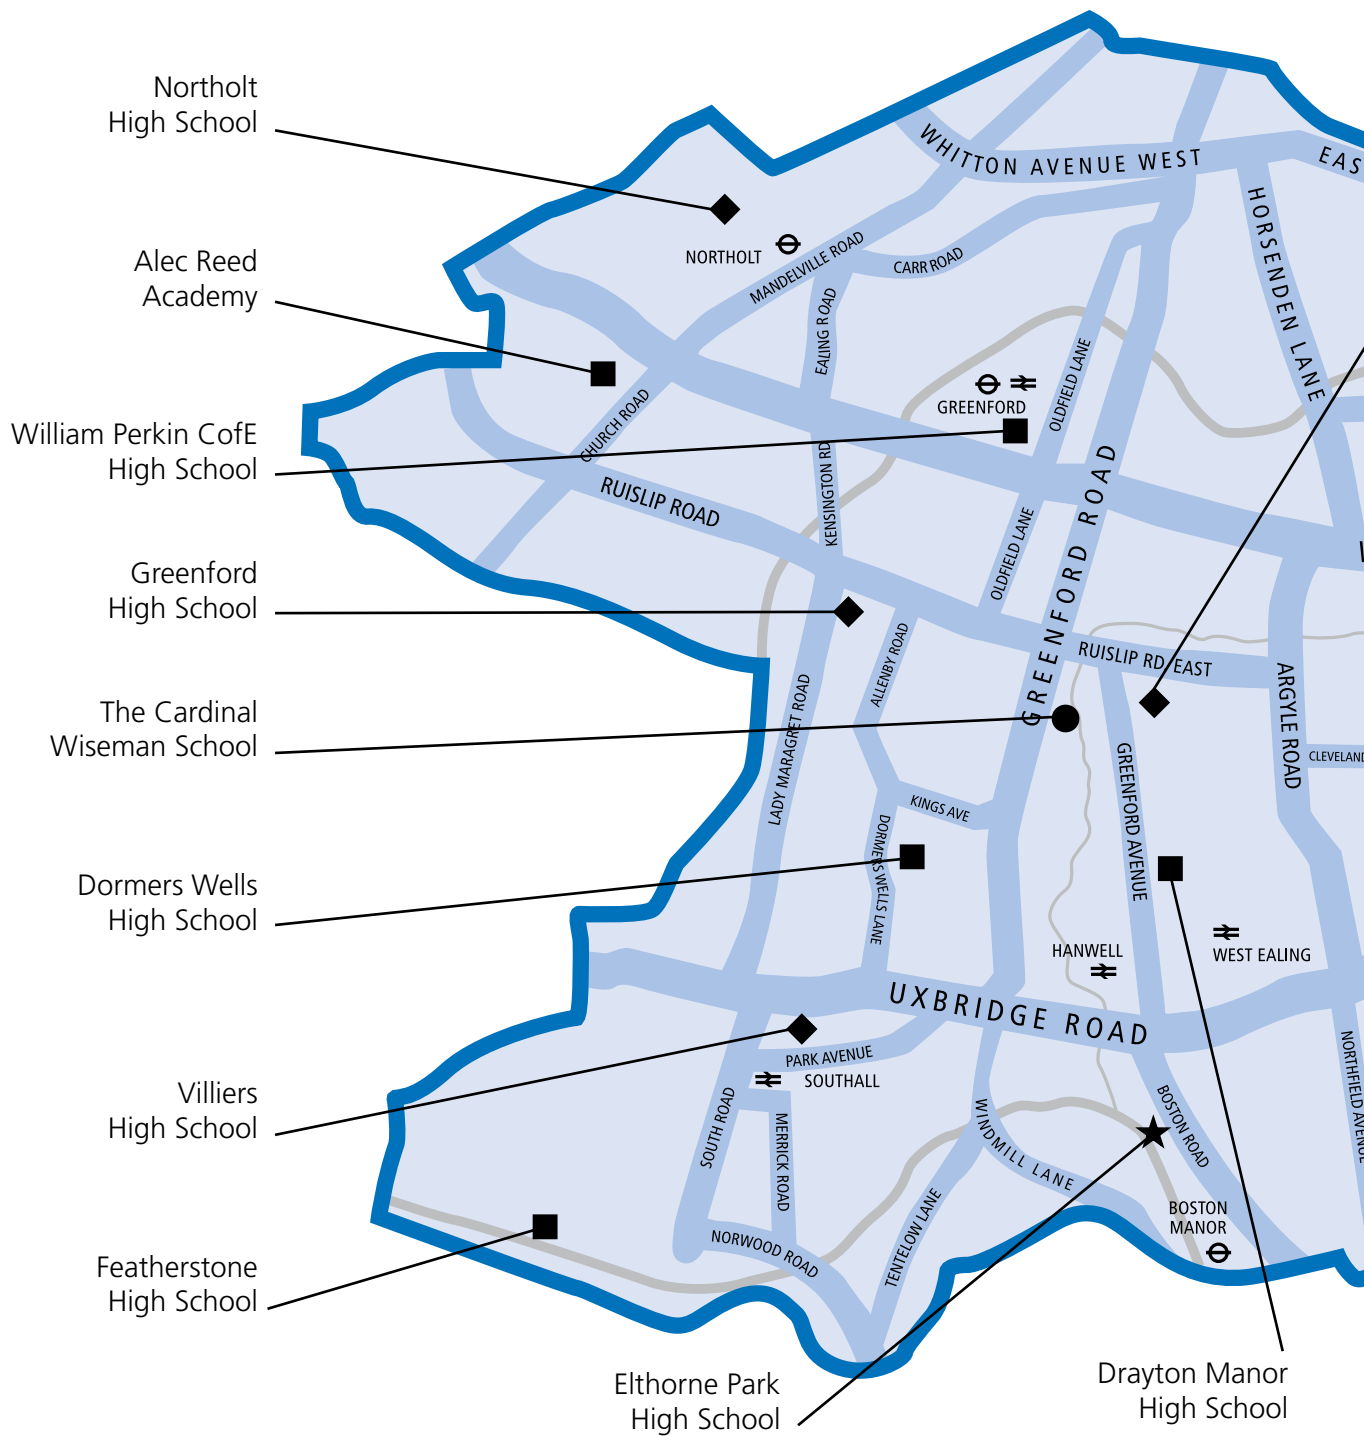 Northolt
High School
Alec Reed
Academy
William Perkin CofE
High School
Greenford
High School
The Cardinal
Wiseman School
Dormers Wells
High School
Villiers
High School
Featherstone
High School
Elthorne Park
High School
Drayton Manor
High School
WHITTON AVENUE WEST
EAS
HORSENDEN LANE
NORTHOLT
MANDELVILLE ROAD
CARR ROAD
EALING ROAD
OLDFIELD LANE
GREENFORD
CHURCH ROAD
KENSINGTON RD
RUISLIP ROAD
OLDFIELD LANE
GREENFORD ROAD
ALLENBY ROAD
RUISLIP RD EAST
ARGYLE ROAD
LADY MARAGRET ROAD
GREENFORD AVENUE
CLEVELAND
KINGS AVE
DORMERS WELLS LANE
HANWELL
WEST EALING
UXBRIDGE ROAD
PARK AVENUE
SOUTHALL
NORTHFIELD AVENUE
SOUTH ROAD
MERRICK ROAD
WINDMILL LANE
BOSTON ROAD
BOSTON
MANOR
NORWOOD ROAD
TENTELOW LANE